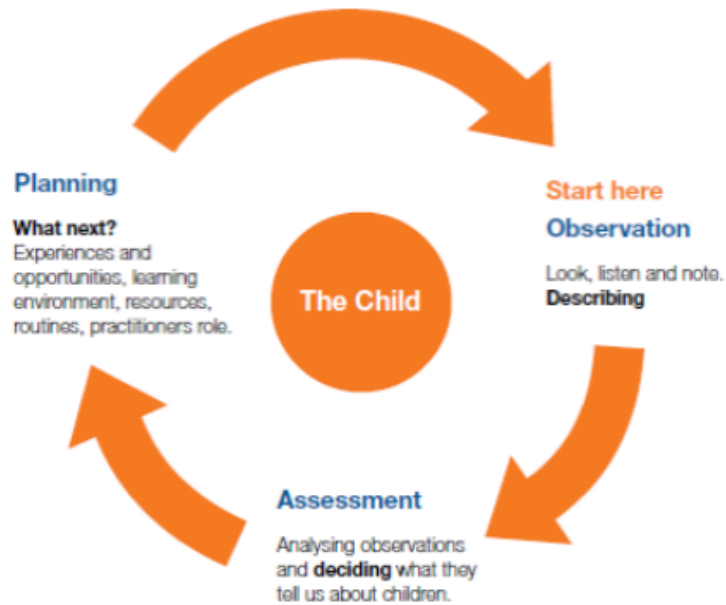 Planning
What next?
Experiences and
opportunities, learning
environment, resources,
routines, practitioners role.
Start here
Observation
Look, listen and note.
Describing
The Child
Assessment
Analysing observations
and deciding what they
tell us about children.